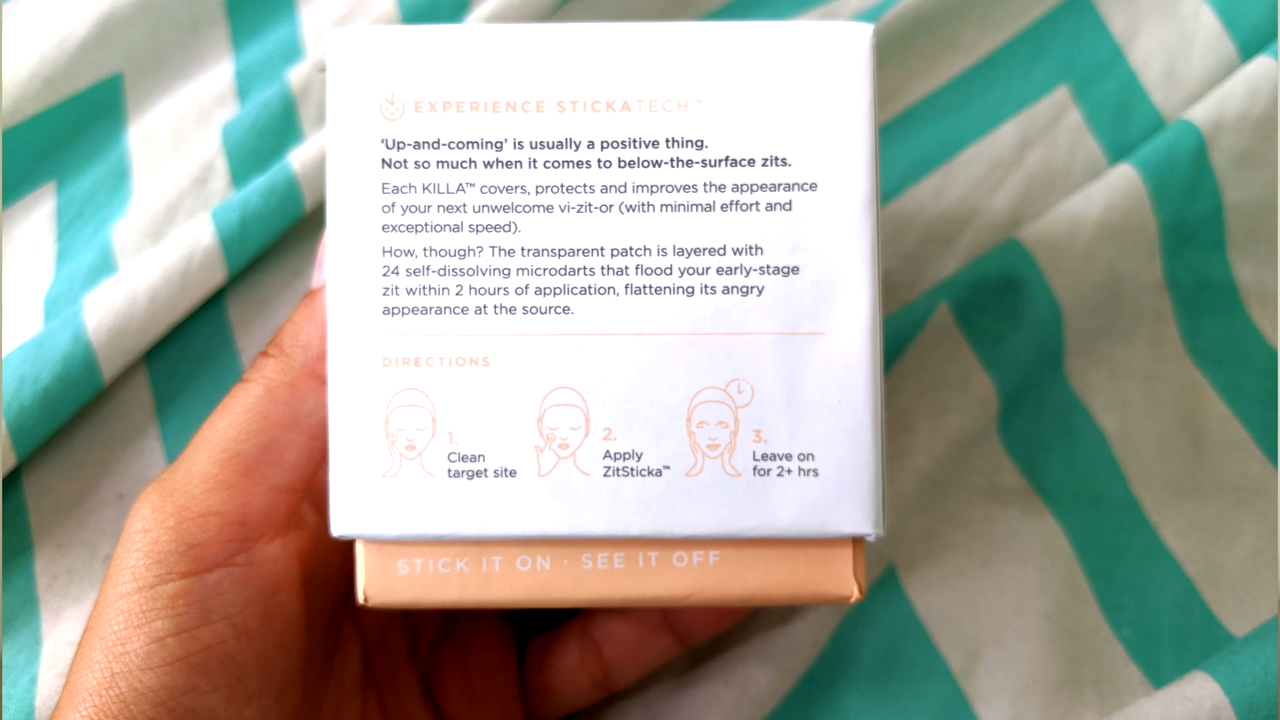 EXPERIENCE STICKATECH™
‘Up-and-coming’ is usually a positive thing.
Not so much when it comes to below-the-surface zits.
Each KILLA™ covers, protects and improves the appearance
of your next unwelcome vi-zit-or (with minimal effort and
exceptional speed).
How, though? The transparent patch is layered with
24 self-dissolving microdarts that flood your early-stage
zit within 2 hours of application, flattening its angry
appearance at the source.
DIRECTIONS
1.
Clean
target site
2.
Apply
ZitSticka™
3.
Leave on
for 2+ hrs
STICK IT ON · SEE IT OFF